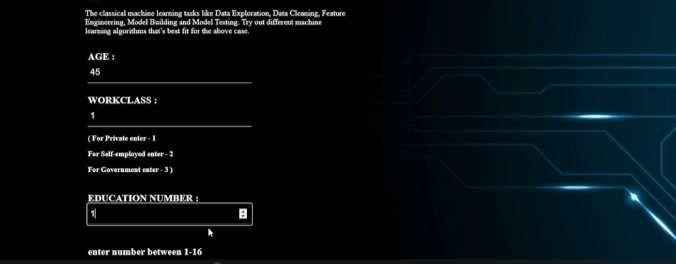 The classical machine learning tasks like Data Exploration, Data Cleaning, Feature
Engineering, Model Building and Model Testing. Try out different machine
learning algorithms that's best fit for the above case.
AGE :
45
WORKCLASS :
1
( For Private enter - 1
For Self-employed enter - 2
For Government enter - 3 )
EDUCATION NUMBER :
1
enter number between 1-16